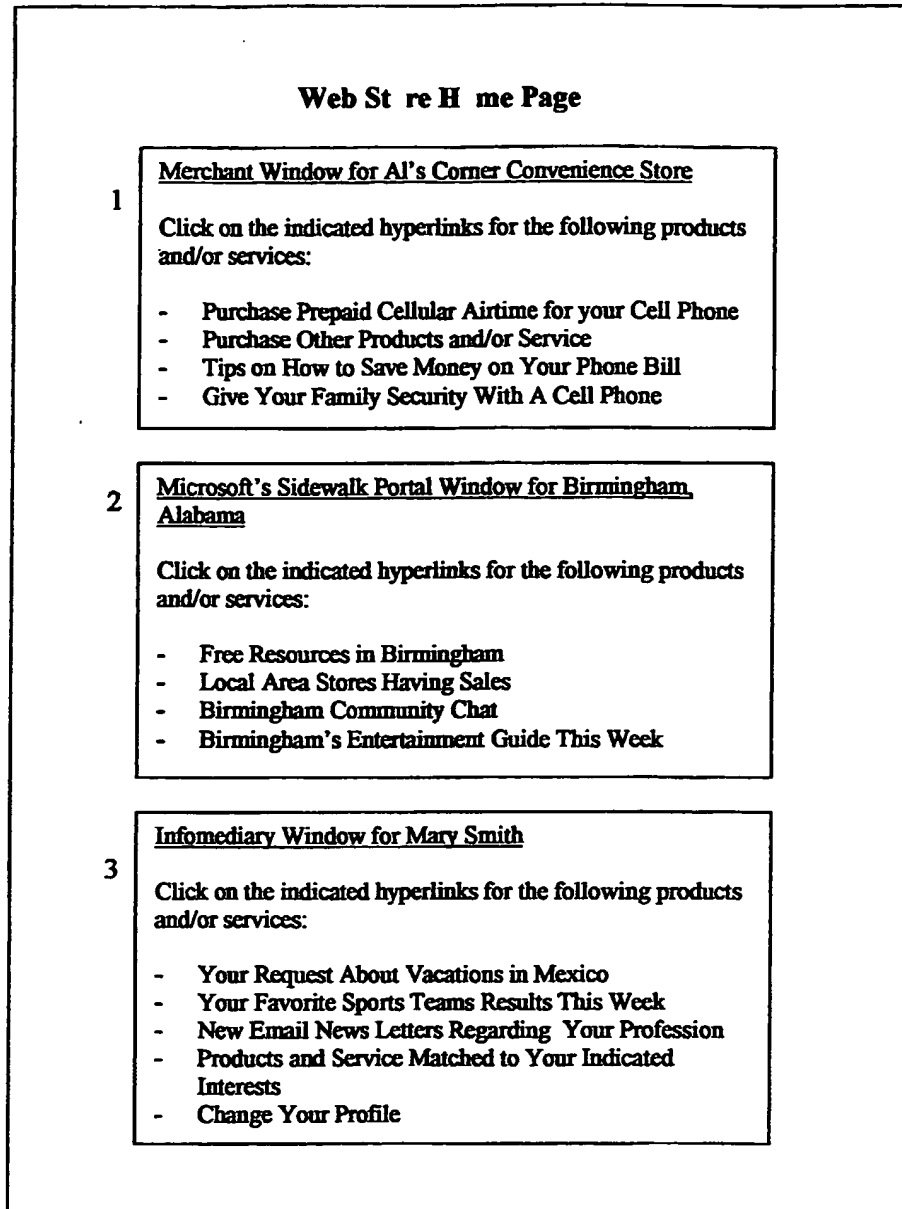 Web St re H me Page
1
Merchant Window for Al's Corner Convenience Store
Click on the indicated hyperlinks for the following products
and/or services:
- Purchase Prepaid Cellular Airtime for your Cell Phone
- Purchase Other Products and/or Service
- Tips on How to Save Money on Your Phone Bill
- Give Your Family Security With A Cell Phone
2
Microsoft's Sidewalk Portal Window for Birmingham,
Alabama
Click on the indicated hyperlinks for the following products
and/or services:
- Free Resources in Birmingham
- Local Area Stores Having Sales
- Birmingham Community Chat
- Birmingham's Entertainment Guide This Week
3
Infomediary Window for Mary Smith
Click on the indicated hyperlinks for the following products
and/or services:
- Your Request About Vacations in Mexico
- Your Favorite Sports Teams Results This Week
- New Email News Letters Regarding Your Profession
- Products and Service Matched to Your Indicated
Interests
- Change Your Profile